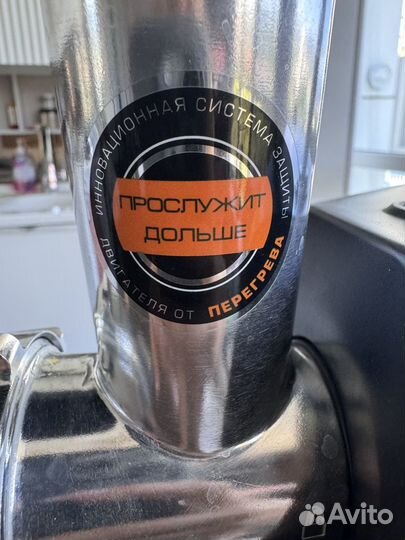 ИННОВАЦИОННАЯ СИСТЕМА ЗАЩИТЫ
ПРОСЛУЖИТ
ДОЛЬШЕ
ДВИГАТЕЛЯ ОТ ПЕРЕГРЕВА
Avito